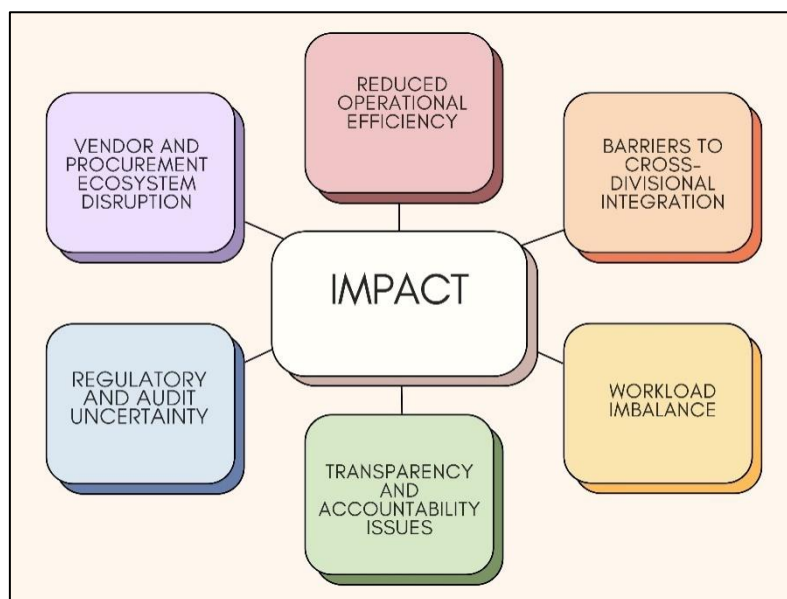 REDUCED
OPERATIONAL
EFFICIENCY
VENDOR AND
PROCUREMENT
ECOSYSTEM
DISRUPTION
BARRIERS TO
CROSS-
DIVISIONAL
INTEGRATION
IMPACT
REGULATORY
AND AUDIT
UNCERTAINTY
WORKLOAD
IMBALANCE
TRANSPARENCY
AND
ACCOUNTABILITY
ISSUES